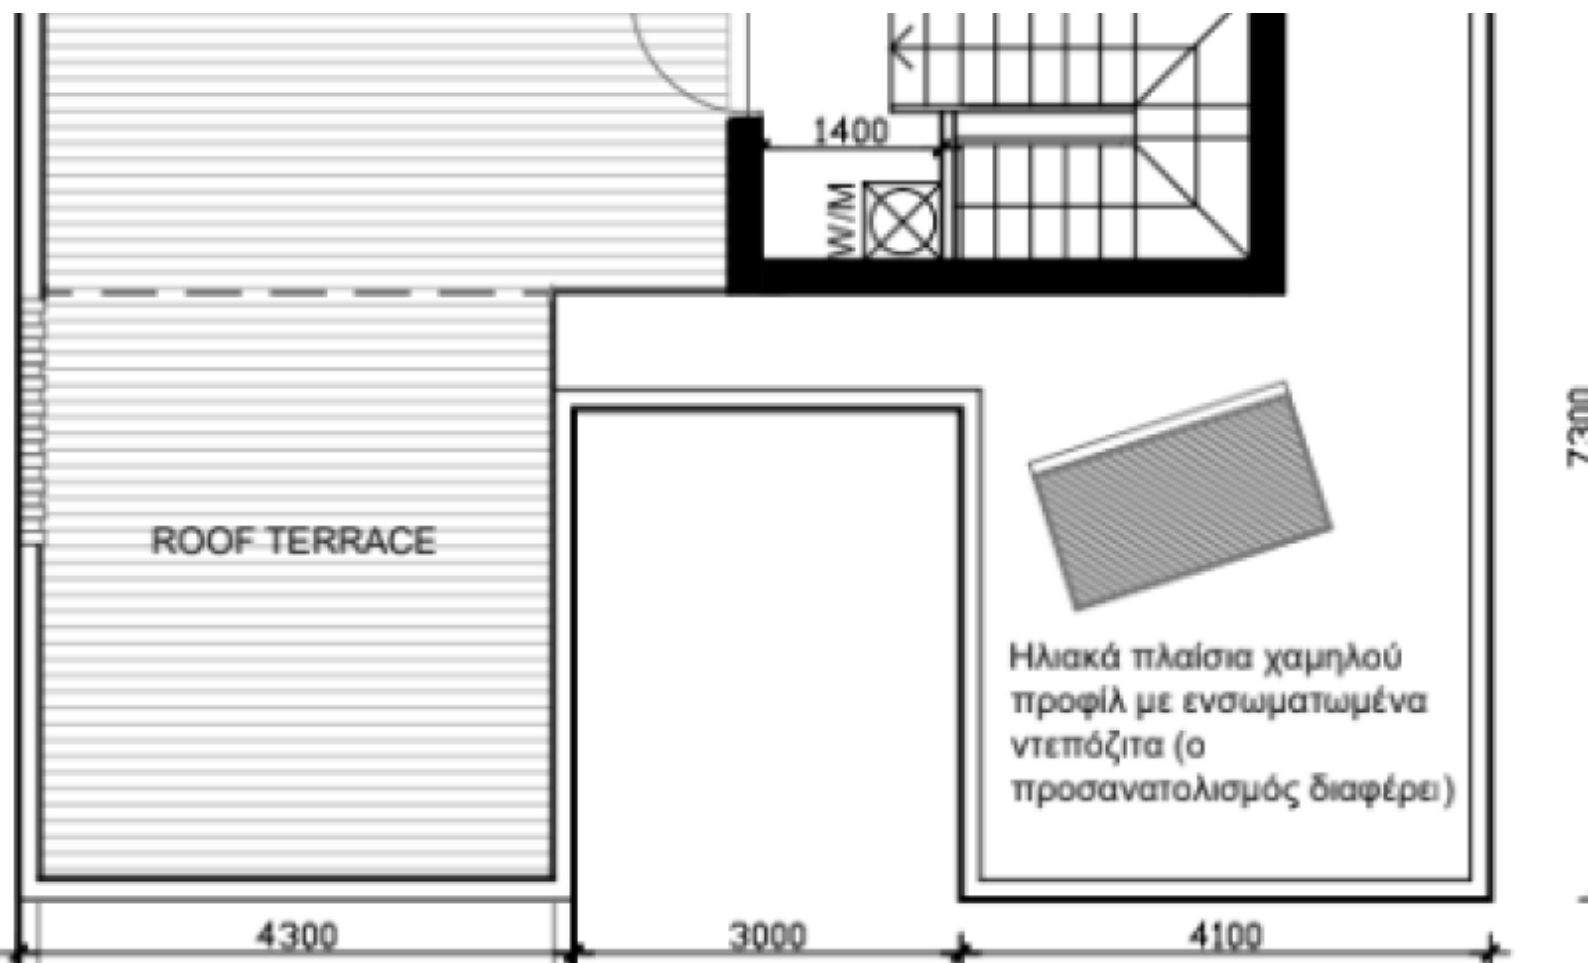 1400
W/M
7300
ROOF TERRACE
Ηλιακά πλαίσια χαμηλού
προφίλ με ενσωματωμένα
ντεπόζιτα (ο
προσανατολισμός διαφέρει)
4300
3000
4100